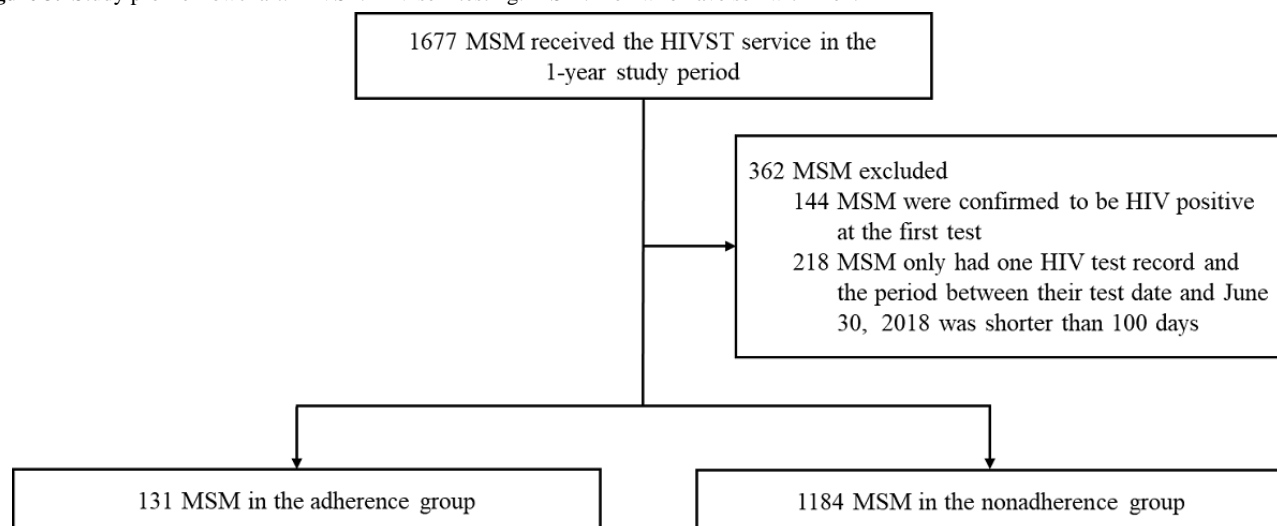 1677 MSM received the HIVST service in the
1-year study period
362 MSM excluded
144 MSM were confirmed to be HIV positive
at the first test
218 MSM only had one HIV test record and
the period between their test date and June
30, 2018 was shorter than 100 days
131 MSM in the adherence group
1184 MSM in the nonadherence group